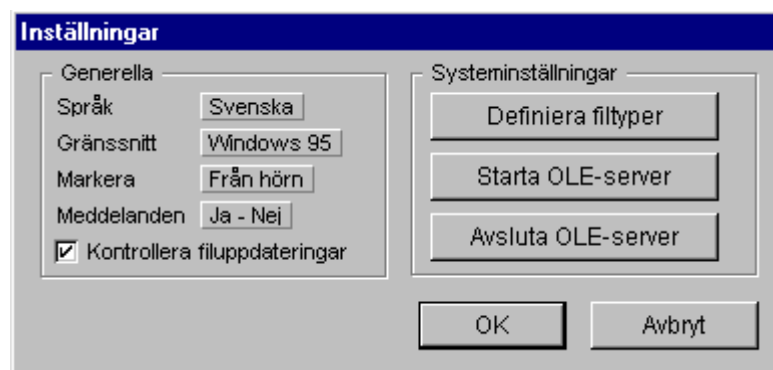 Inställningar
Generella
Språk Svenska
Gränssnitt Windows 95
Markera Från hörn
Meddelanden Ja - Nej
Kontrollera filuppdateringar
Systeminställningar
Definiera filtyper
Starta OLE-server
Avsluta OLE-server
OK Avbryt